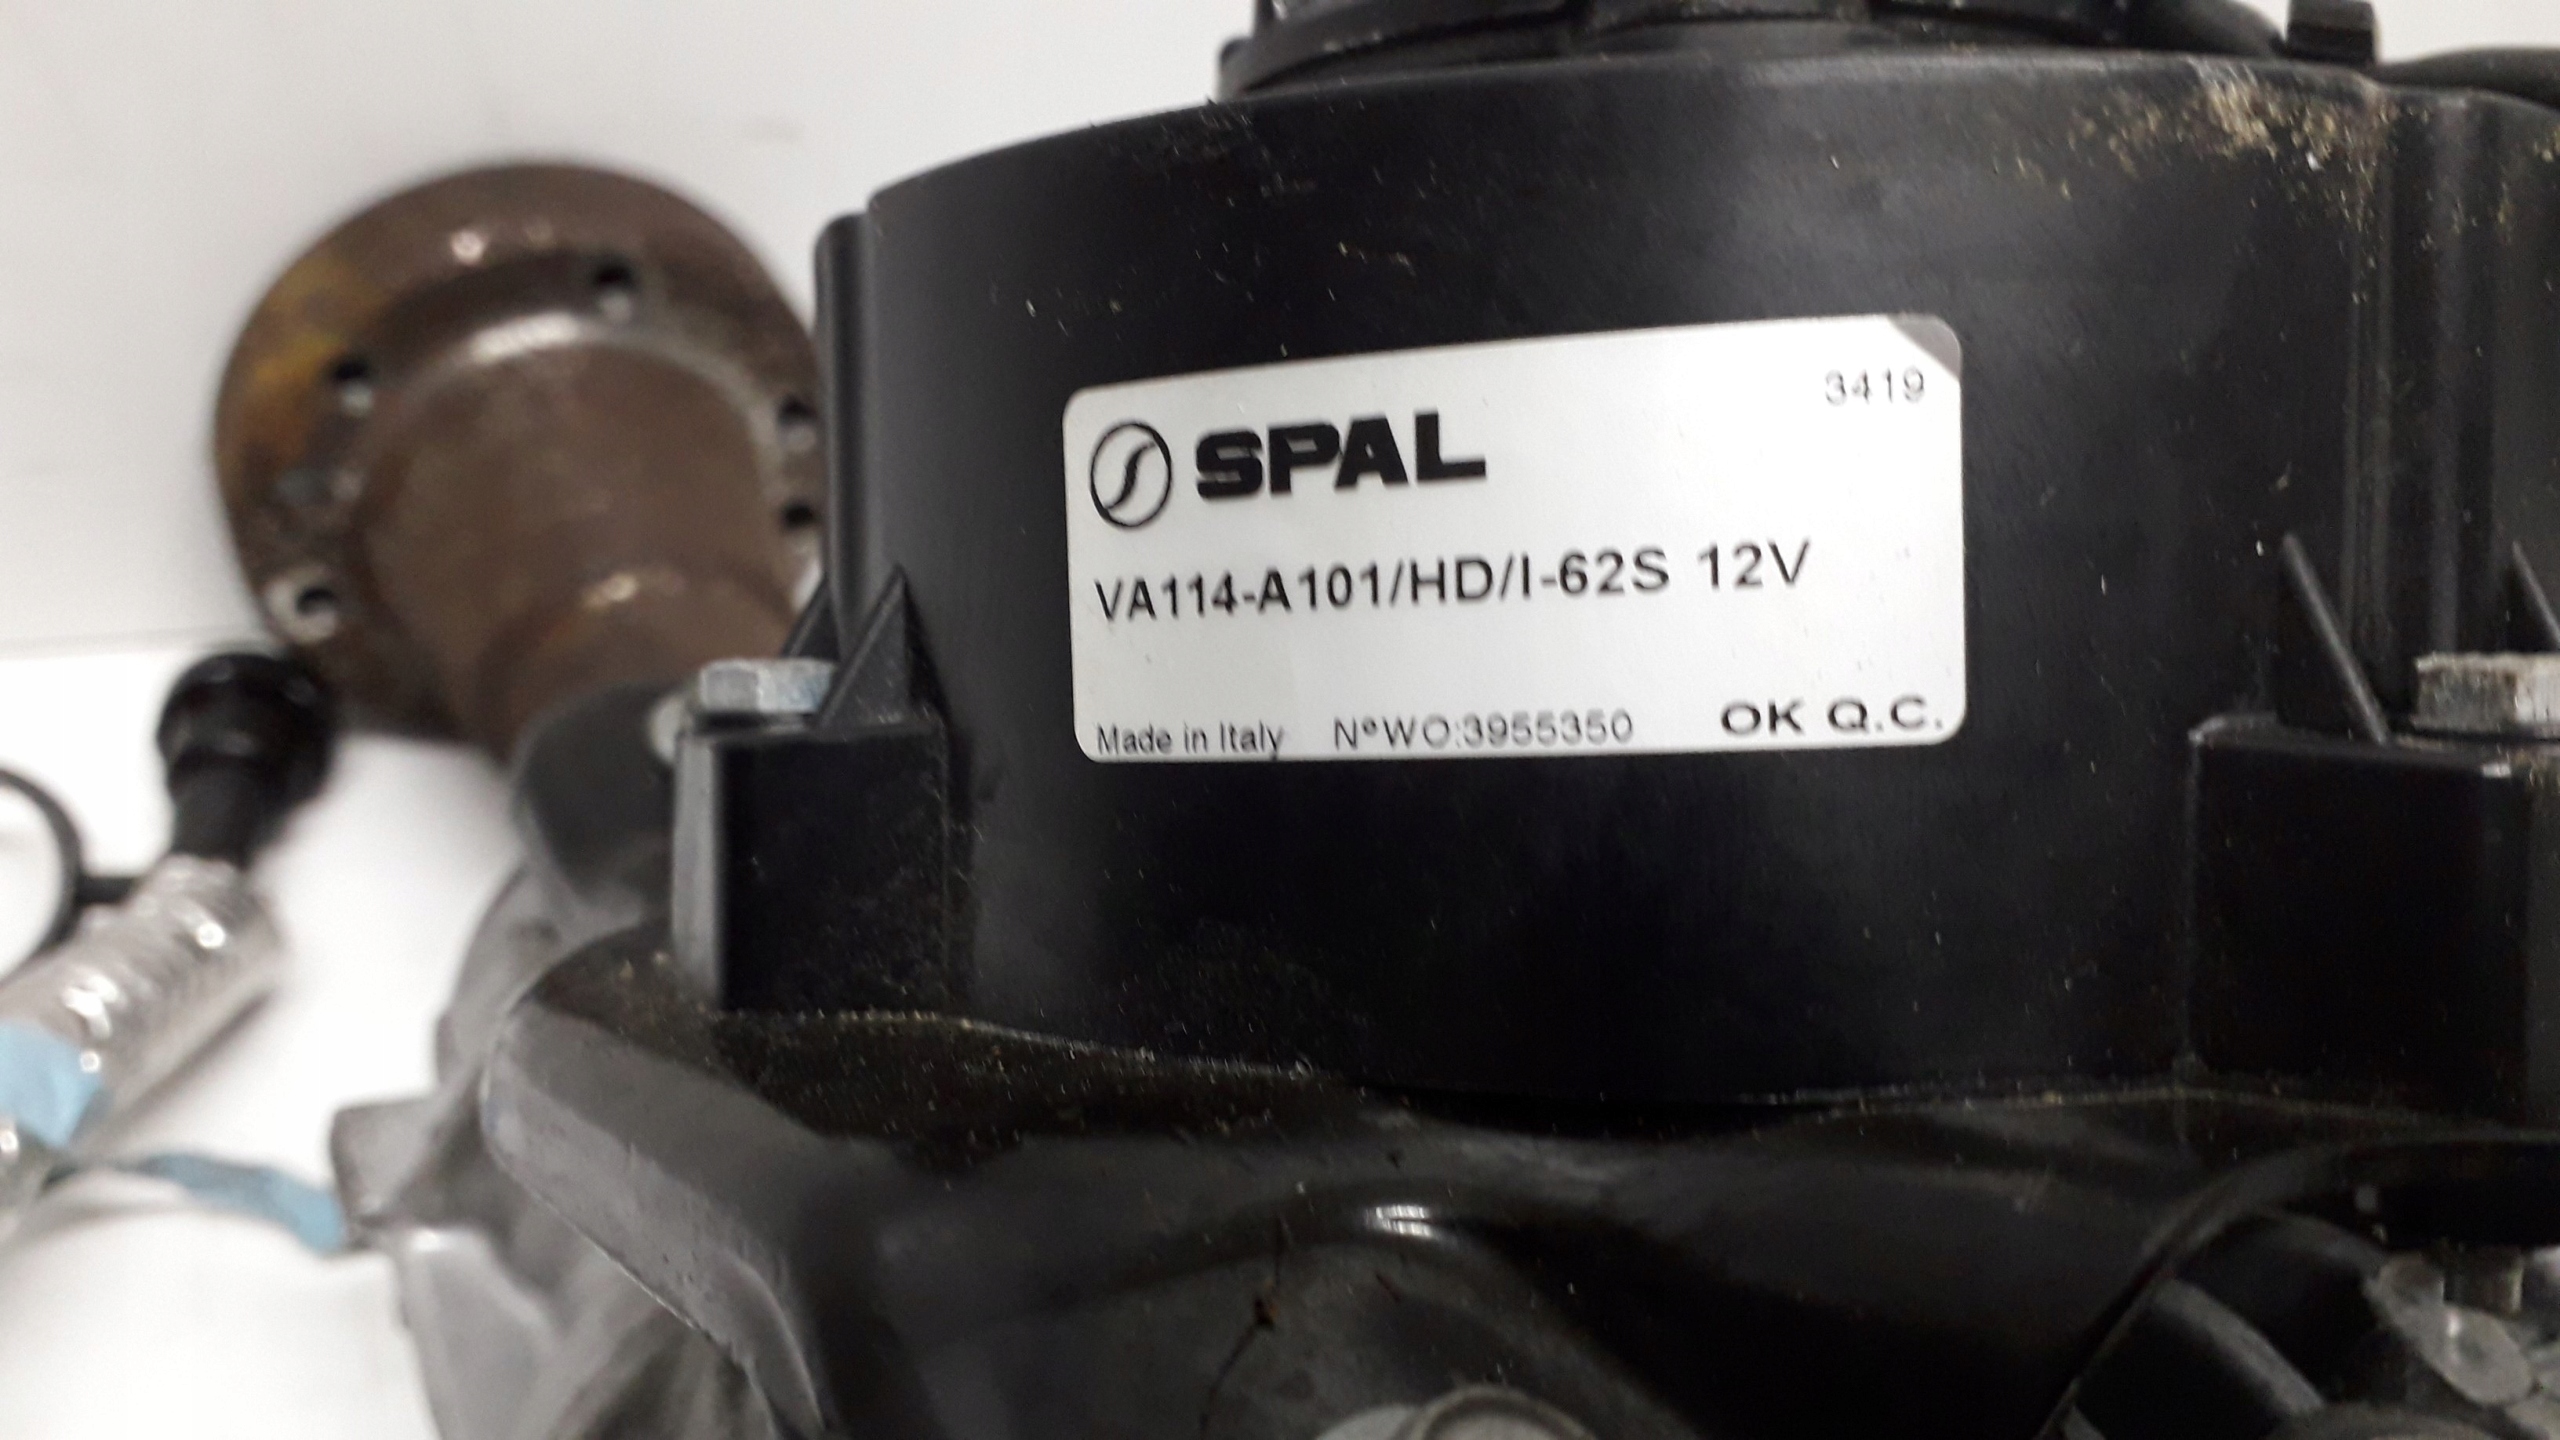 3419
SPAL
VA114-A101/HD/I-62S 12V
Made in Italy N°WO:3955350 OK Q.C.